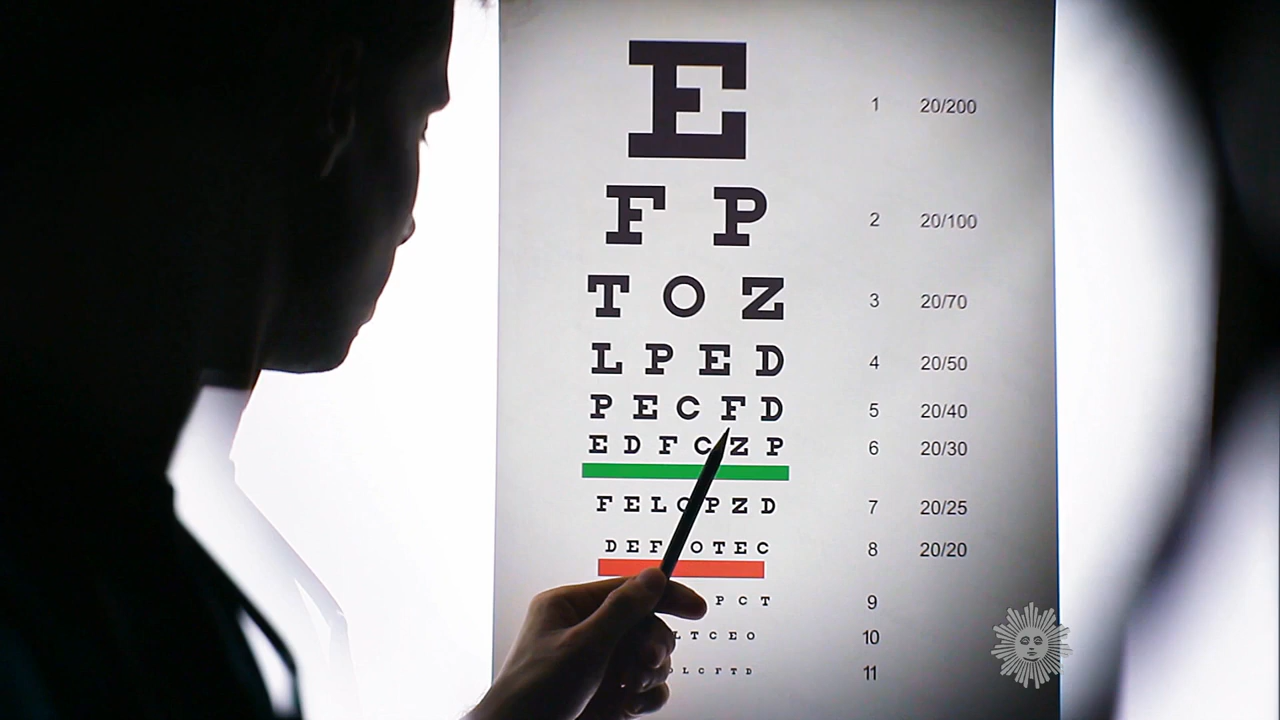 E 1 20/200
F P 2 20/100
T O Z 3 20/70
L P E D 4 20/50
P E C F D 5 20/40
E D F C Z P 6 20/30
F E L O P Z D 7 20/25
D E F O T E C 8 20/20
P C T 9
L T C E O 10
L C F T D 11